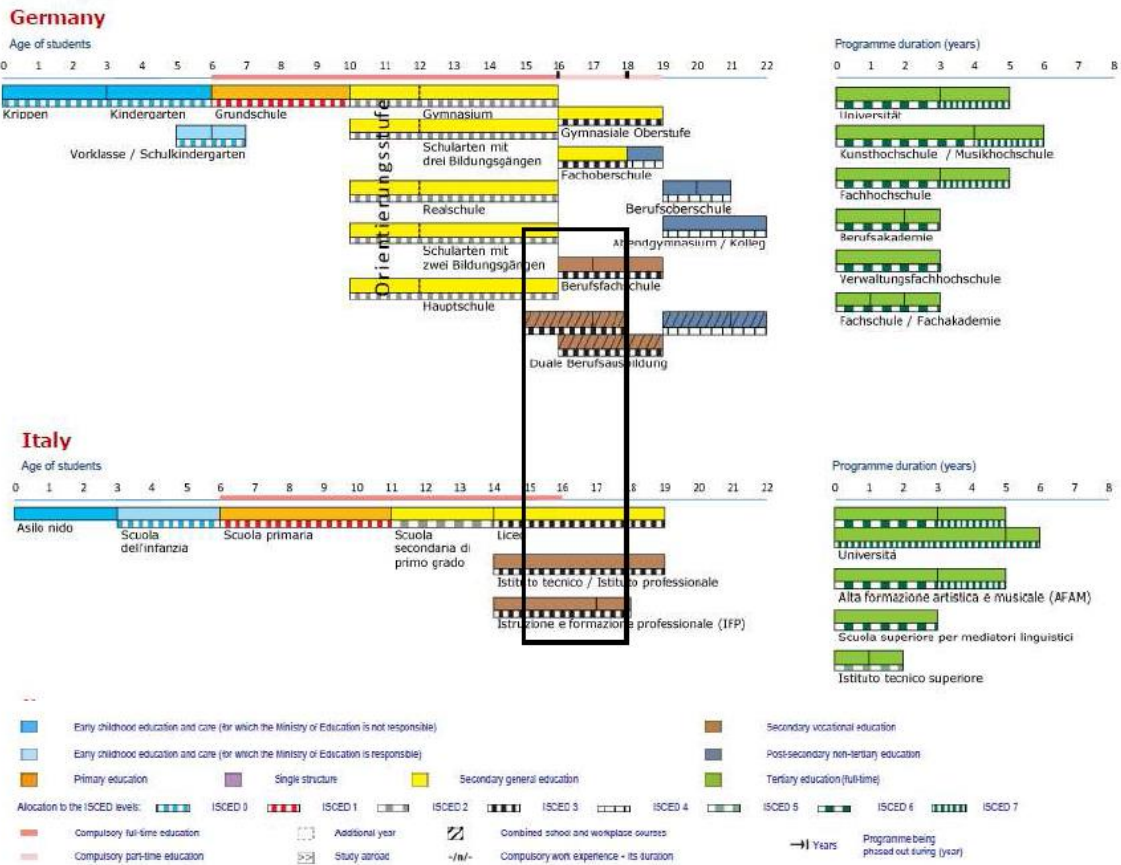 Germany
Age of students
Programme duration (years)
0 1 2 3 4 5 6 7 8 9 10 11 12 13 14 15 16 17 18 19 20 21 22
0 1 2 3 4 5 6 7 8
Krippen
Kindergarten
Grundschule
Gymnasium
Vorklasse / Schulkindergarten
Orientierungsstufe
Gymnasiale Oberstufe
Schularten mit
drei Bildungsgängen
Fachoberschule
Realschule
Berufsoberschule
Schularten mit
zwei Bildungsgängen
Abendgymnasium / Kolleg
Berufsfachschule
Hauptschule
Duale Berufsausbildung
Universität
Kunsthochschule / Musikhochschule
Fachhochschule
Berufsakademie
Verwaltungsfachhochschule
Fachschule / Fachakademie
Italy
Age of students
Programme duration (years)
0 1 2 3 4 5 6 7 8 9 10 11 12 13 14 15 16 17 18 19 20 21 22
0 1 2 3 4 5 6 7 8
Asilo nido
Scuola
dell'infanzia
Scuola primaria
Scuola
secondaria di
primo grado
Liceo
Istituto tecnico / Istituto professionale
Istruzione e formazione professionale (IFP)
Universitá
Alta formazione artistica e musicale (AFAM)
Scuola superiore per mediatori linguistici
Istituto tecnico superiore
Early childhood education and care (for which the Ministry of Education is not responsible)
Secondary vocational education
Early childhood education and care (for which the Ministry of Education is responsible)
Post-secondary non-tertiary education
Primary education
Single structure
Secondary general education
Tertiary education (full-time)
Allocation to the ISCED levels: ISCED 0 ISCED 1 ISCED 2 ISCED 3 ISCED 4 ISCED 5 ISCED 6 ISCED 7
Compulsory full-time education
Additional year
Combined school and workplace courses
Years
Programme being
phased out during (year)
Compulsory part-time education
>> Study abroad
-/n/- Compulsory work experience + its duration